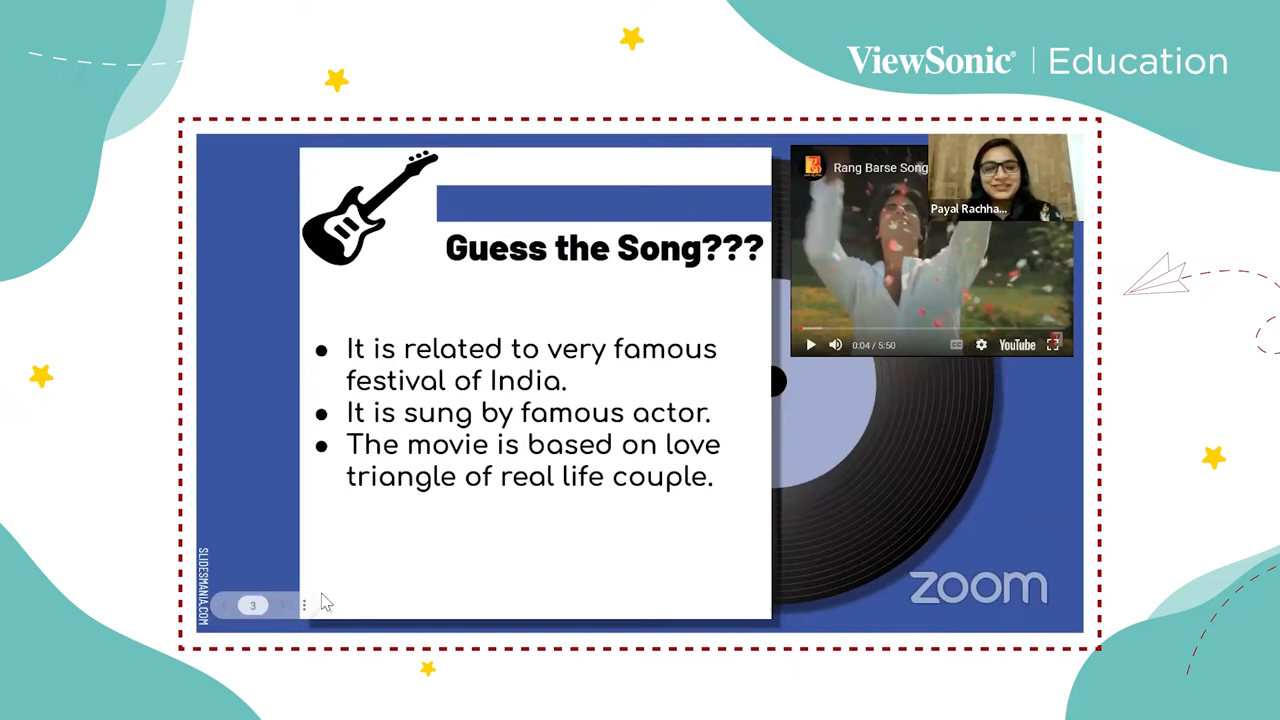 ViewSonic® | Education
Rang Barse Song
Payal Rachha...
Guess the Song???
● It is related to very famous
festival of India.
● It is sung by famous actor.
● The movie is based on love
triangle of real life couple.
0:04 / 5:50
CC
YouTube
SLIDESMANIA.COM
3
zoom